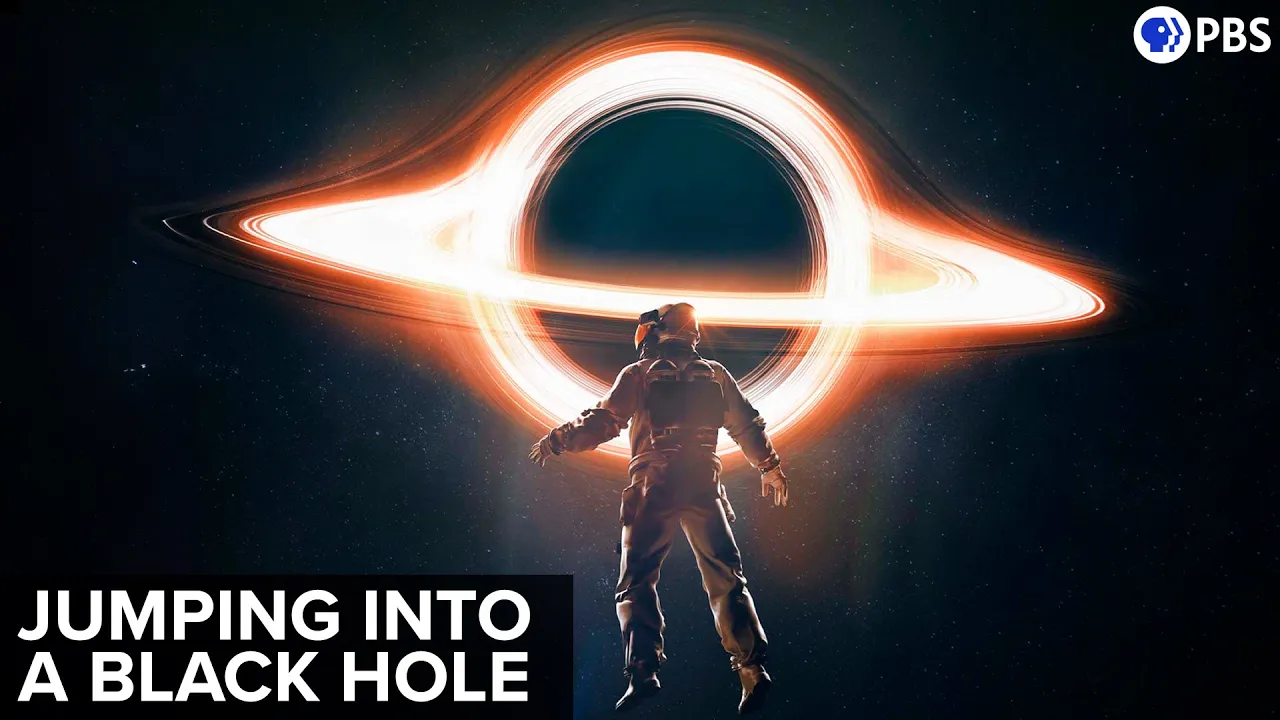 PBS
JUMPING INTO
A BLACK HOLE